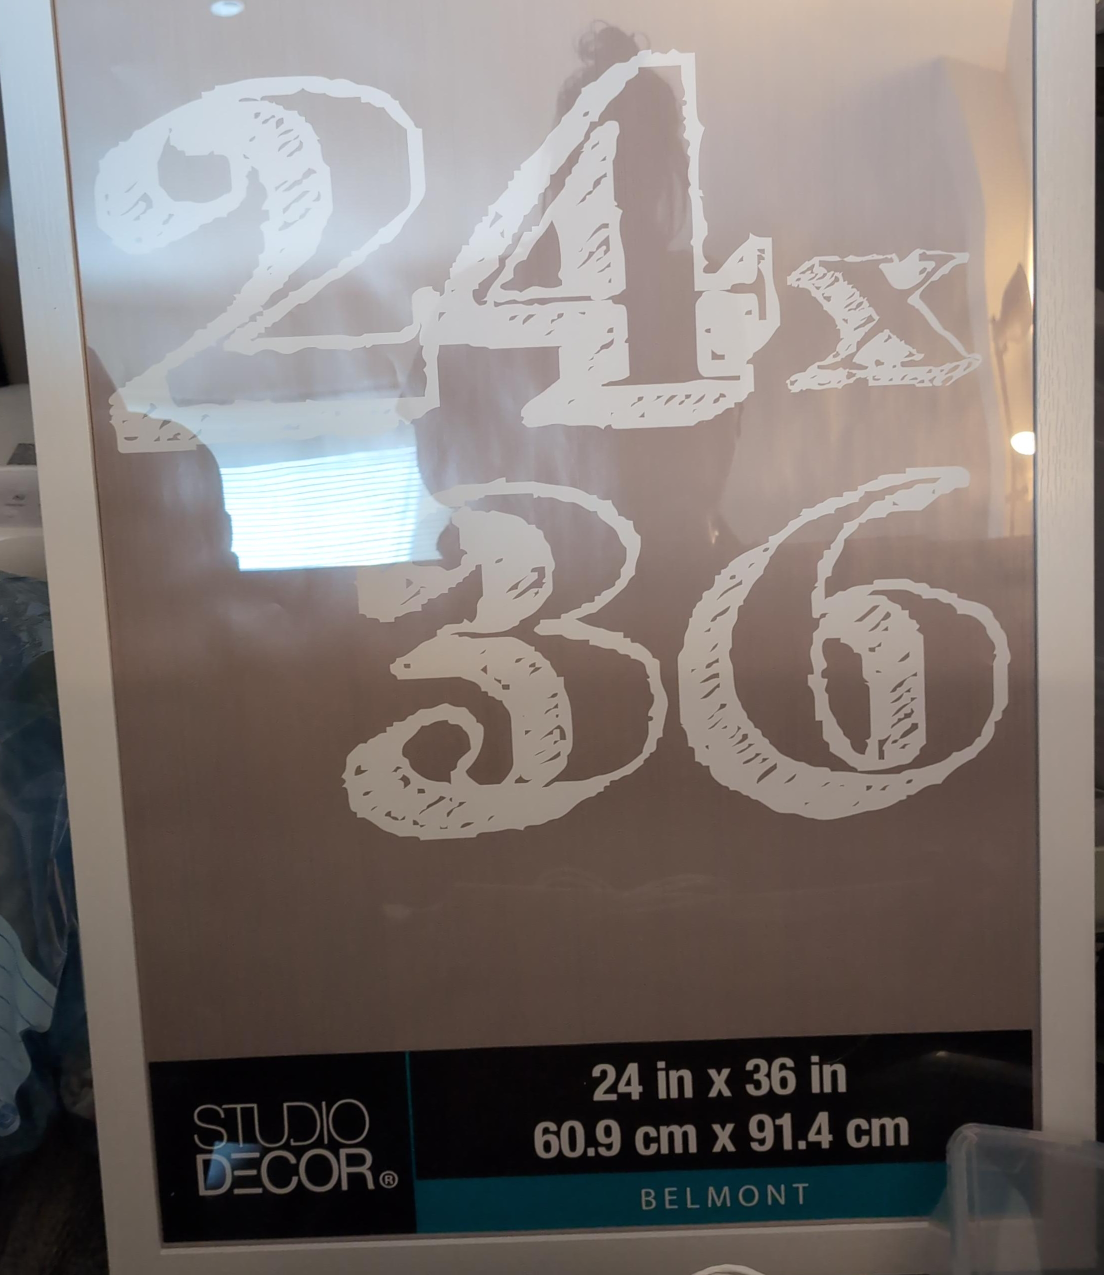 24x
36
STUDIO
DECOR®
24 in x 36 in
60.9 cm x 91.4 cm
BELMONT